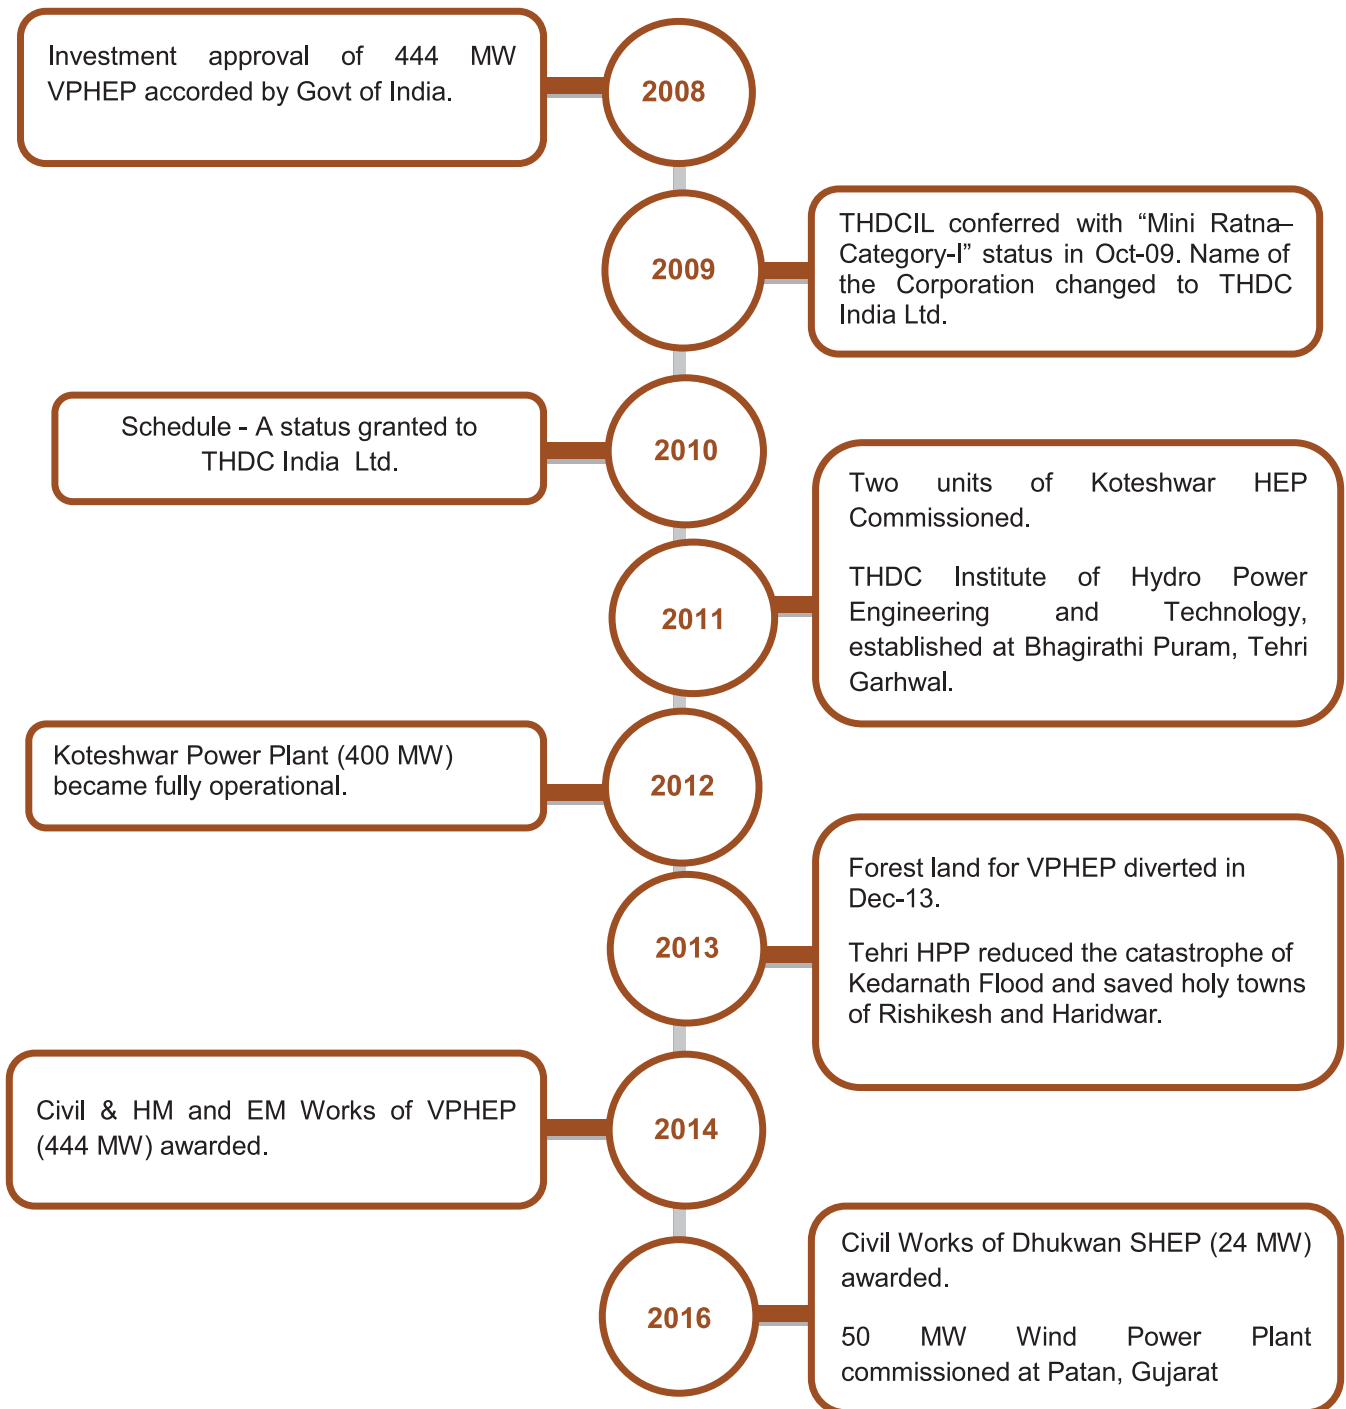 Investment approval of 444 MW
VPHEP accorded by Govt of India.
2008
THDCIL conferred with “Mini Ratna–
Category-I” status in Oct-09. Name of
the Corporation changed to THDC
India Ltd.
2009
Schedule - A status granted to
THDC India Ltd.
2010
Two units of Koteshwar HEP
Commissioned.
THDC Institute of Hydro Power
Engineering and Technology,
established at Bhagirathi Puram, Tehri
Garhwal.
2011
Koteshwar Power Plant (400 MW)
became fully operational.
2012
Forest land for VPHEP diverted in
Dec-13.
Tehri HPP reduced the catastrophe of
Kedarnath Flood and saved holy towns
of Rishikesh and Haridwar.
2013
Civil & HM and EM Works of VPHEP
(444 MW) awarded.
2014
Civil Works of Dhukwan SHEP (24 MW)
awarded.
50 MW Wind Power Plant
commissioned at Patan, Gujarat
2016